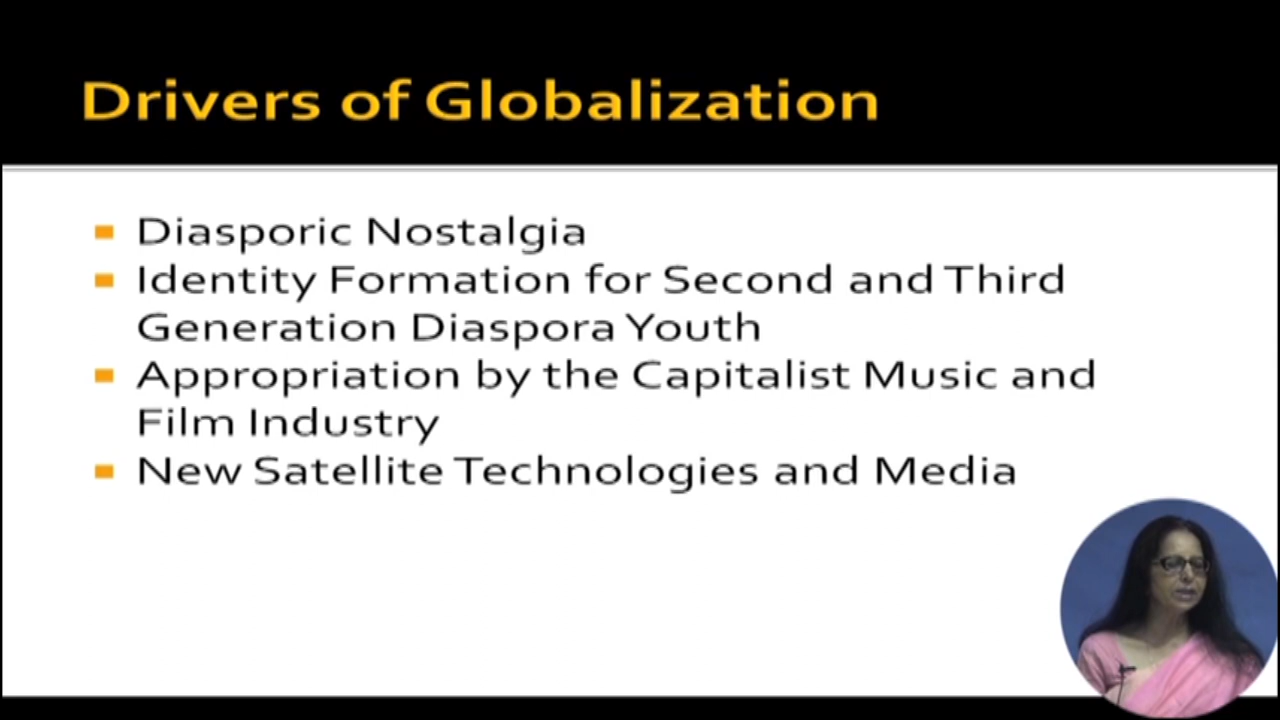 Drivers of Globalization
Diasporic Nostalgia
Identity Formation for Second and Third
Generation Diaspora Youth
Appropriation by the Capitalist Music and
Film Industry
New Satellite Technologies and Media